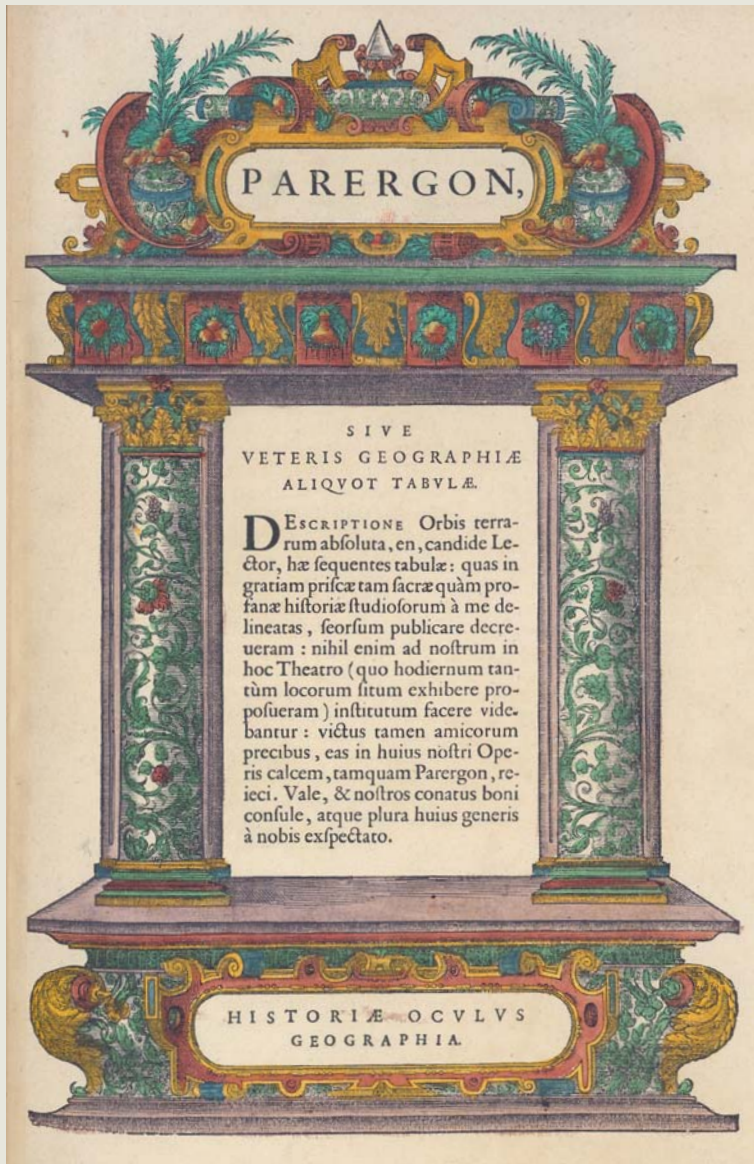 PARERGON,
SIVE
VETERIS GEOGRAPHIÆ
ALIQVOT TABVLÆ.
DESCRIPTIONE Orbis terra-
rum absoluta, en, candide Le-
ctor, hæ sequentes tabulæ: quas in
gratiam priscæ tam sacræ quàm pro-
fanæ historiæ studiosorum à me de-
lineatas, seorsum publicare decre-
ueram: nihil enim ad nostrum in
hoc Theatro (quo hodiernum tan-
tùm locorum situm exhibere pro-
posueram) institutum facere vide-
bantur: victus tamen amicorum
precibus, eas in huius nostri Ope-
ris calcem, tamquam Parergon, re-
ieci. Vale, & nostros conatus boni
consule, atque plura huius generis
à nobis exspectato.
HISTORIÆ OCVLVS
GEOGRAPHIA.